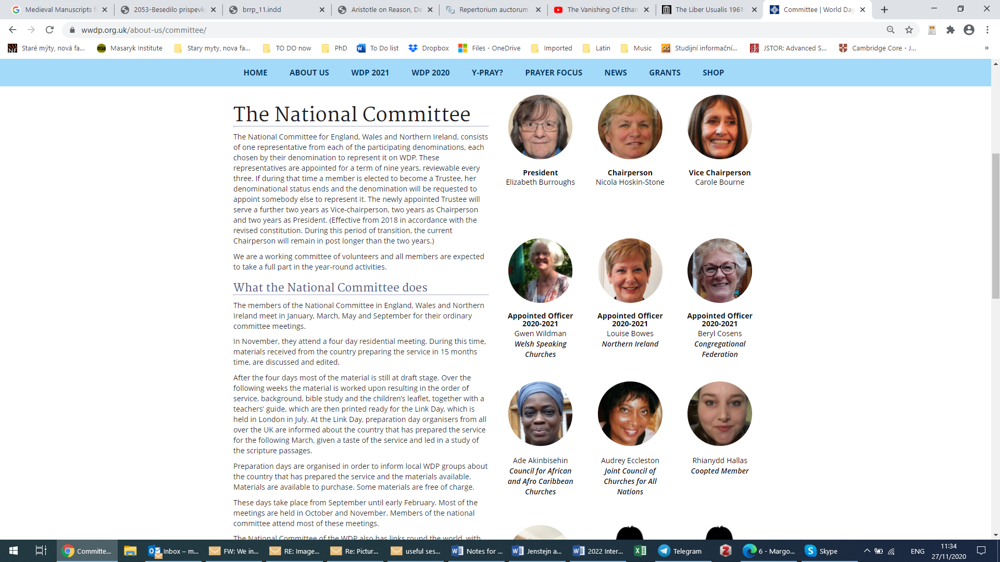 Medieval Manuscripts f
2053-Besedilo prispevk
brrp_11.indd
Aristotle on Reason, De
Repertorium auctorum
The Vanishing Of Ethan
The Liber Usualis 1961
Committee | World Day
wwdp.org.uk/about-us/committee/
Staré mýty, nová fa...
Masaryk Institute
Stary myty, nova fa...
TO DO now
PhD
To Do list
Dropbox
Files - OneDrive
Imported
Latin
Music
Studijní informační...
JSTOR: Advanced S...
Cambridge Core - J...
»
HOME ABOUT US WDP 2021 WDP 2020 Y-PRAY? PRAYER FOCUS NEWS GRANTS SHOP
The National Committee
The National Committee for England, Wales and Northern Ireland, consists
of one representative from each of the participating denominations, each
chosen by their denomination to represent it on WDP. These
representatives are appointed for a term of nine years, reviewable every
three. If during that time a member is elected to become a Trustee, her
denominational status ends and the denomination will be requested to
appoint somebody else to represent it. The newly appointed Trustee will
serve a further two years as Vice-chairperson, two years as Chairperson
and two years as President. (Effective from 2018 in accordance with the
revised constitution. During this period of transition, the current
Chairperson will remain in post longer than the two years.)
We are a working committee of volunteers and all members are expected
to take a full part in the year-round activities.
What the National Committee does
The members of the National Committee in England, Wales and Northern
Ireland meet in January, March, May and September for their ordinary
committee meetings.
In November, they attend a four day residential meeting. During this time,
materials received from the country preparing the service in 15 months
time, are discussed and edited.
After the four days most of the material is still at draft stage. Over the
following weeks the material is worked upon resulting in the order of
service, background, bible study and the children's leaflet, together with a
teachers' guide, which are then printed ready for the Link Day, which is
held in London in July. At the Link Day, preparation day organisers from all
over the UK are informed about the country that has prepared the service
for the following March, given a taste of the service and led in a study of
the scripture passages.
Preparation days are organised in order to inform local WDP groups about
the country that has prepared the service and the materials available.
Materials are available to purchase. Some materials are free of charge.
These days take place from September until early February. Most of the
meetings are held in October and November. Members of the national
committee attend most of these meetings.
The National Committee of the WDP also has links round the world, with
President
Elizabeth Burroughs
Chairperson
Nicola Hoskin-Stone
Vice Chairperson
Carole Bourne
Appointed Officer
2020-2021
Gwen Wildman
Welsh Speaking
Churches
Appointed Officer
2020-2021
Louise Bowes
Northern Ireland
Appointed Officer
2020-2021
Beryl Cosens
Congregational
Federation
Ade Akinbisehin
Council for African
and Afro Caribbean
Churches
Audrey Eccleston
Joint Council of
Churches for All
Nations
Rhianydd Hallas
Coopted Member
Committe...
Inbox – m...
FW: We in...
RE: Image...
Re: Pictur...
useful ses...
Notes for ...
Jenstejn a...
2022 Inter...
Telegram
6 - Margo...
Skype
ENG
11:34
27/11/2020